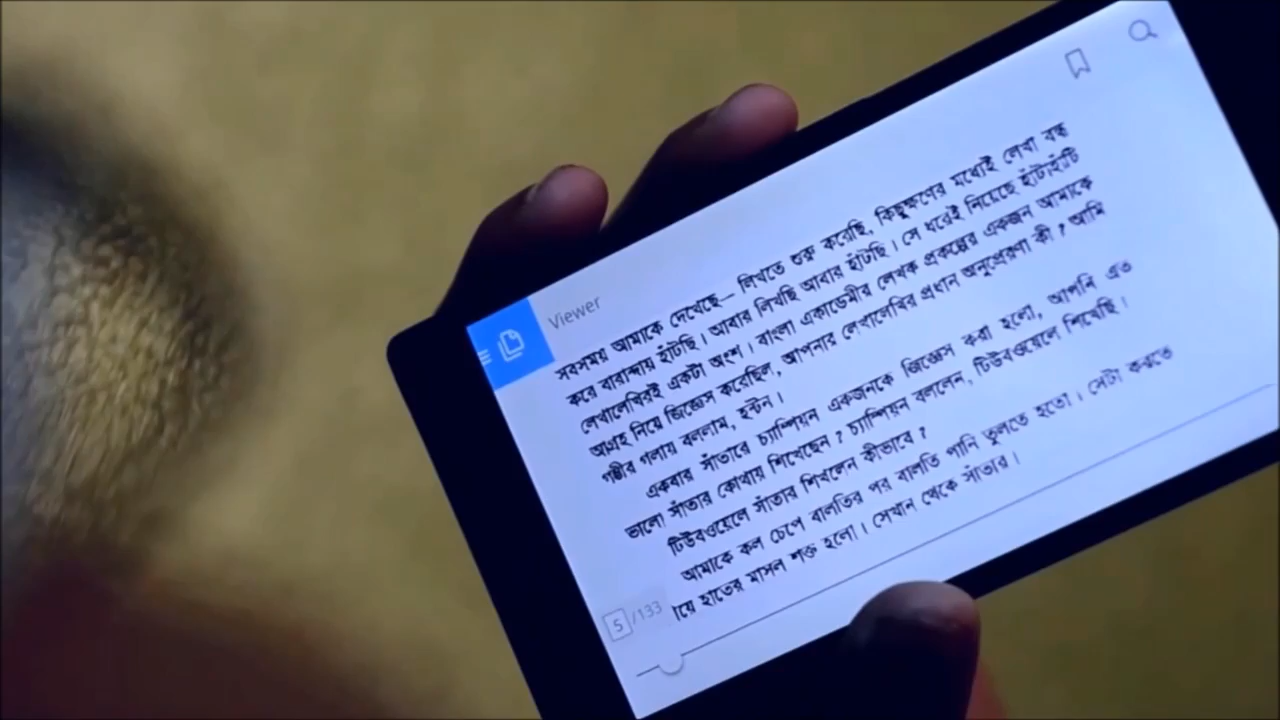 Viewer
সবসময় আমাকে দেখেছে— লিখতে শুরু করেছি, কিছুক্ষণের মধ্যেই লেখা বন্ধ
করে বারান্দায় হাঁটছি। আবার লিখছি আবার হাঁটছি। সে ধরেই নিয়েছে হাঁটাহাঁটি
লেখালেখিরই একটা অংশ। বাংলা একাডেমীর লেখক প্রকল্পের একজন আমাকে
আগ্রহ নিয়ে জিজ্ঞেস করেছিল, আপনার লেখালেখির প্রধান অনুপ্রেরণা কী ? আমি
গম্ভীর গলায় বললাম, হন্টন।
একবার সাঁতারে চ্যাম্পিয়ন একজনকে জিজ্ঞেস করা হলো, আপনি এত
ভালো সাঁতার কোথায় শিখেছেন ? চ্যাম্পিয়ন বললেন, টিউবওয়েলে শিখেছি।
টিউবওয়েলে সাঁতার শিখলেন কীভাবে ?
আমাকে কল চেপে বালতির পর বালতি পানি তুলতে হতো। সেটা করতে
য়ে হাতের মাসল শক্ত হলো। সেখান থেকে সাঁতার।
5 /133